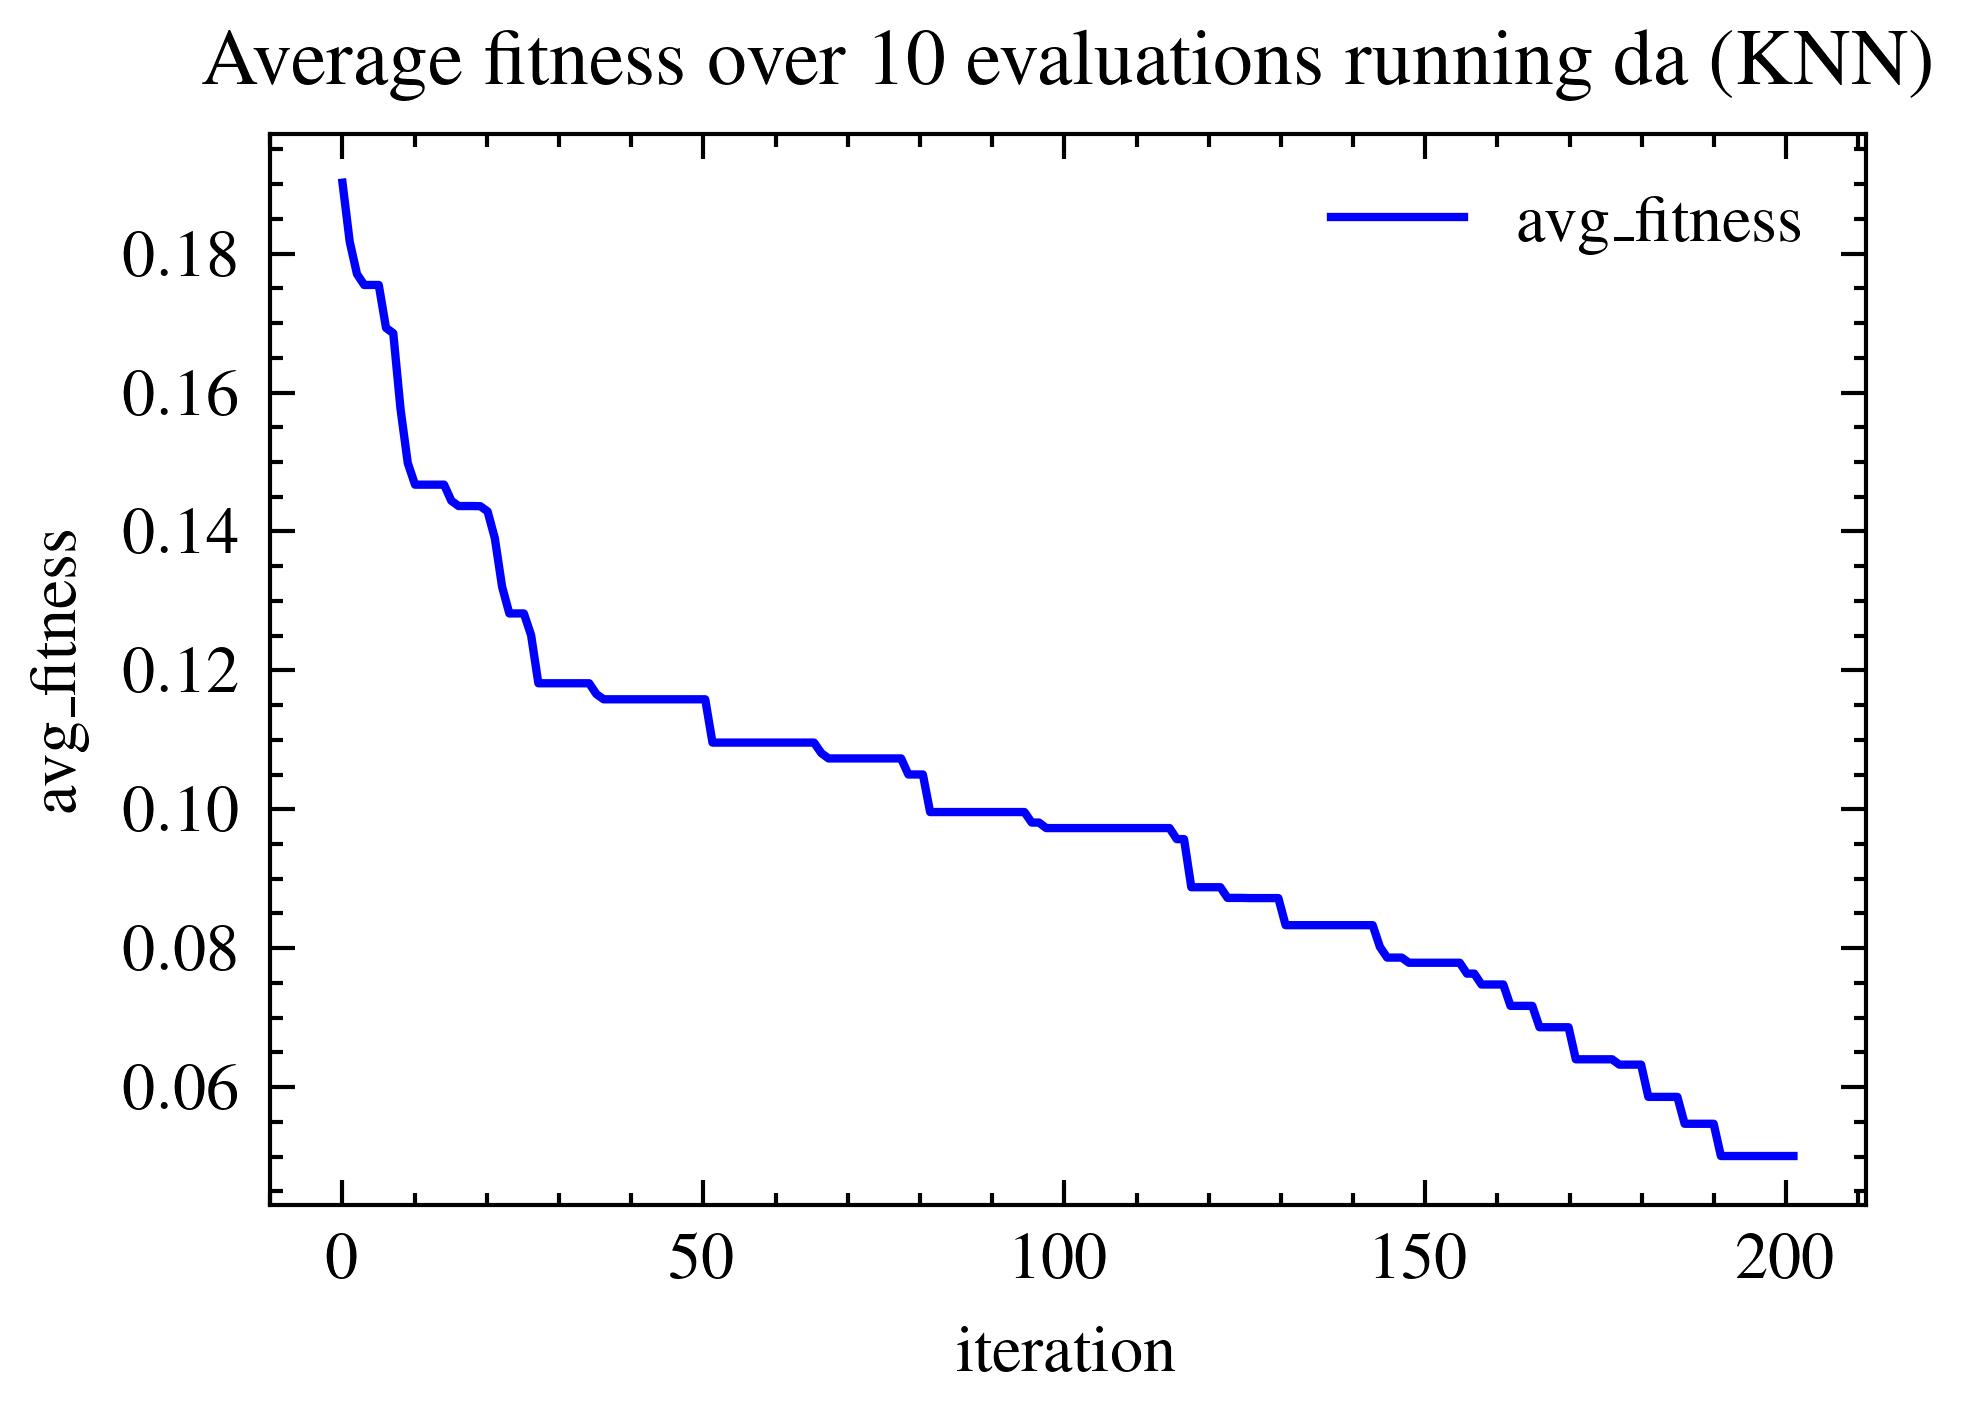 Average fitness over 10 evaluations running da (KNN)
avg_fitness
0.18
0.16
0.14
0.12
0.10
0.08
0.06
avg_fitness
0 50 100 150 200
iteration